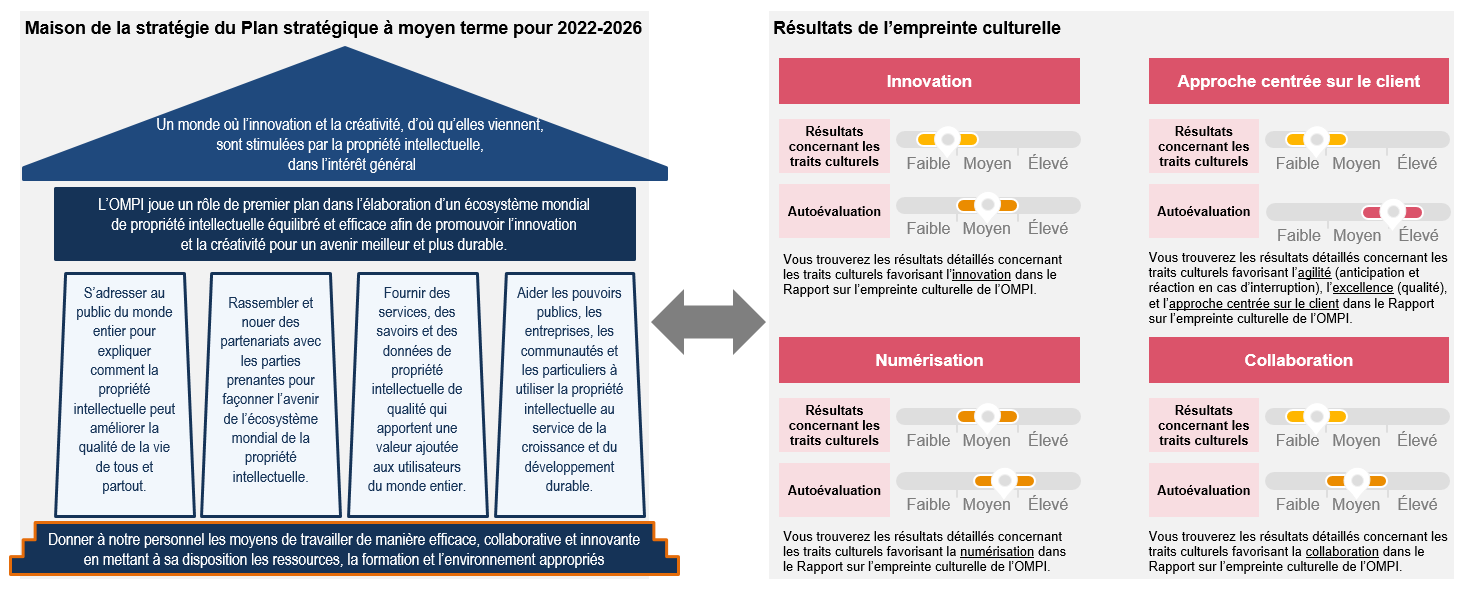 Maison de la stratégie du Plan stratégique à moyen terme pour 2022-2026
Un monde où l’innovation et la créativité, d’où qu’elles viennent,
sont stimulées par la propriété intellectuelle,
dans l’intérêt général
L’OMPI joue un rôle de premier plan dans l’élaboration d’un écosystème mondial
de propriété intellectuelle équilibré et efficace afin de promouvoir l’innovation
et la créativité pour un avenir meilleur et plus durable.
S’adresser au
public du monde
entier pour
expliquer
comment la
propriété
intellectuelle peut
améliorer la
qualité de la vie
de tous et
partout.
Rassembler et
nouer des
partenariats avec
les parties
prenantes pour
façonner l’avenir
de l’écosystème
mondial de la
propriété
intellectuelle.
Fournir des
services, des
savoirs et des
données de
propriété
intellectuelle de
qualité qui
apportent une
valeur ajoutée
aux utilisateurs
du monde entier.
Aider les pouvoirs
publics, les
entreprises, les
communautés et
les particuliers à
utiliser la propriété
intellectuelle au
service de la
croissance et du
développement
durable.
Donner à notre personnel les moyens de travailler de manière efficace, collaborative et innovante
en mettant à sa disposition les ressources, la formation et l’environnement appropriés
Résultats de l’empreinte culturelle
Innovation
Résultats
concernant les
traits culturels
Faible Moyen Élevé
Autoévaluation
Faible Moyen Élevé
Vous trouverez les résultats détaillés concernant
les traits culturels favorisant l’innovation dans le
Rapport sur l’empreinte culturelle de l’OMPI.
Approche centrée sur le client
Résultats
concernant les
traits culturels
Faible Moyen Élevé
Autoévaluation
Faible Moyen Élevé
Vous trouverez les résultats détaillés concernant les
traits culturels favorisant l’agilité (anticipation et
réaction en cas d’interruption), l’excellence (qualité),
et l’approche centrée sur le client dans le Rapport
sur l’empreinte culturelle de l’OMPI.
Numérisation
Résultats
concernant les
traits culturels
Faible Moyen Élevé
Autoévaluation
Faible Moyen Élevé
Vous trouverez les résultats détaillés concernant
les traits culturels favorisant la numérisation dans
le Rapport sur l’empreinte culturelle de l’OMPI.
Collaboration
Résultats
concernant les
traits culturels
Faible Moyen Élevé
Autoévaluation
Faible Moyen Élevé
Vous trouverez les résultats détaillés concernant les
traits culturels favorisant la collaboration dans le
Rapport sur l’empreinte culturelle de l’OMPI.